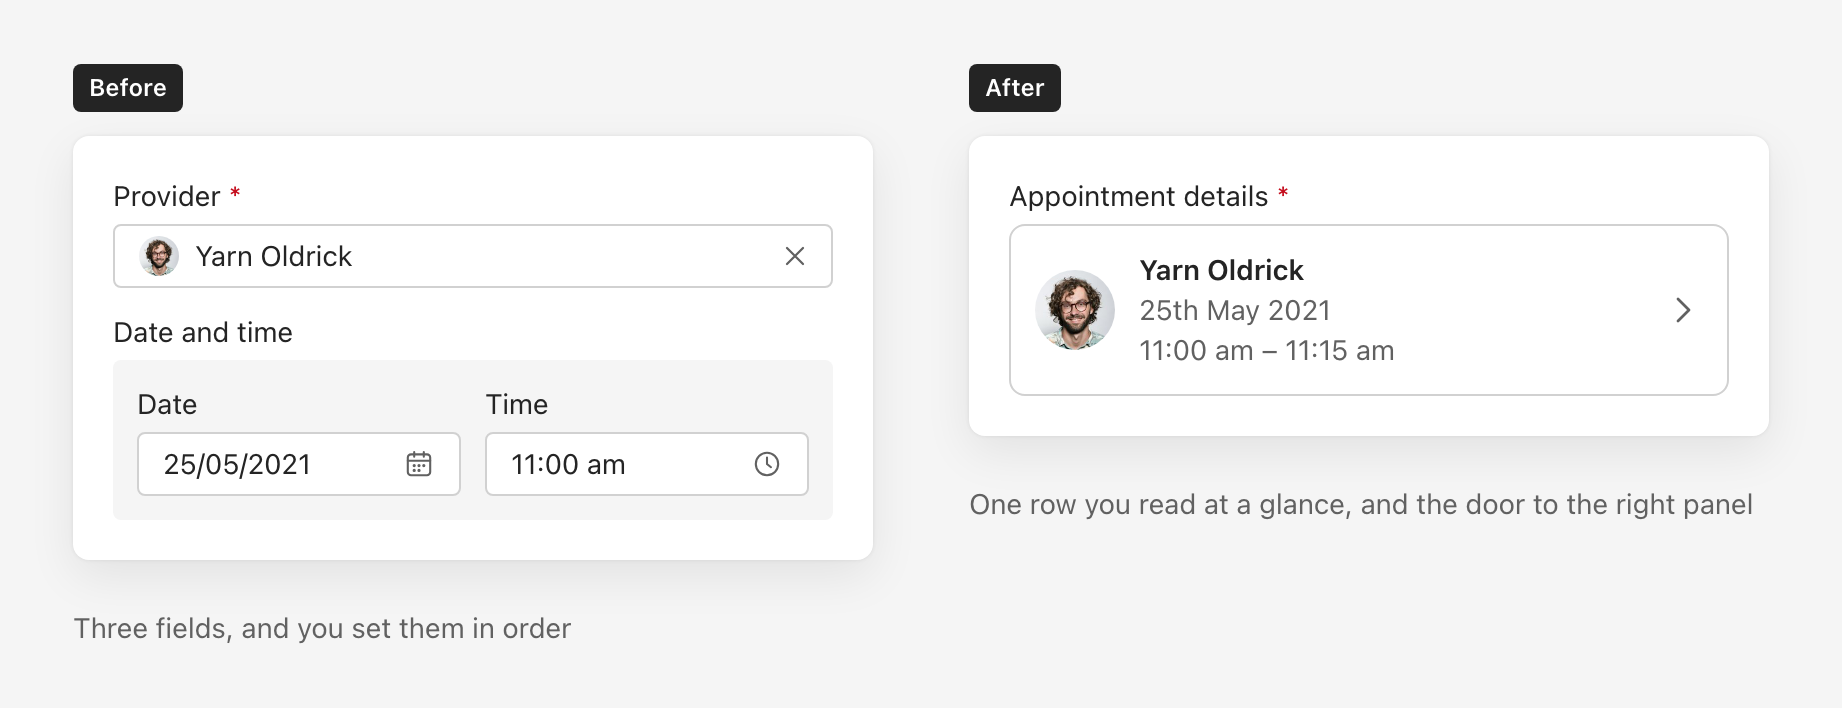 Before
Provider *
Yarn Oldrick
Date and time
Date
Time
25/05/2021
11:00 am
Three fields, and you set them in order
After
Appointment details *
Yarn Oldrick
25th May 2021
11:00 am – 11:15 am
One row you read at a glance, and the door to the right panel